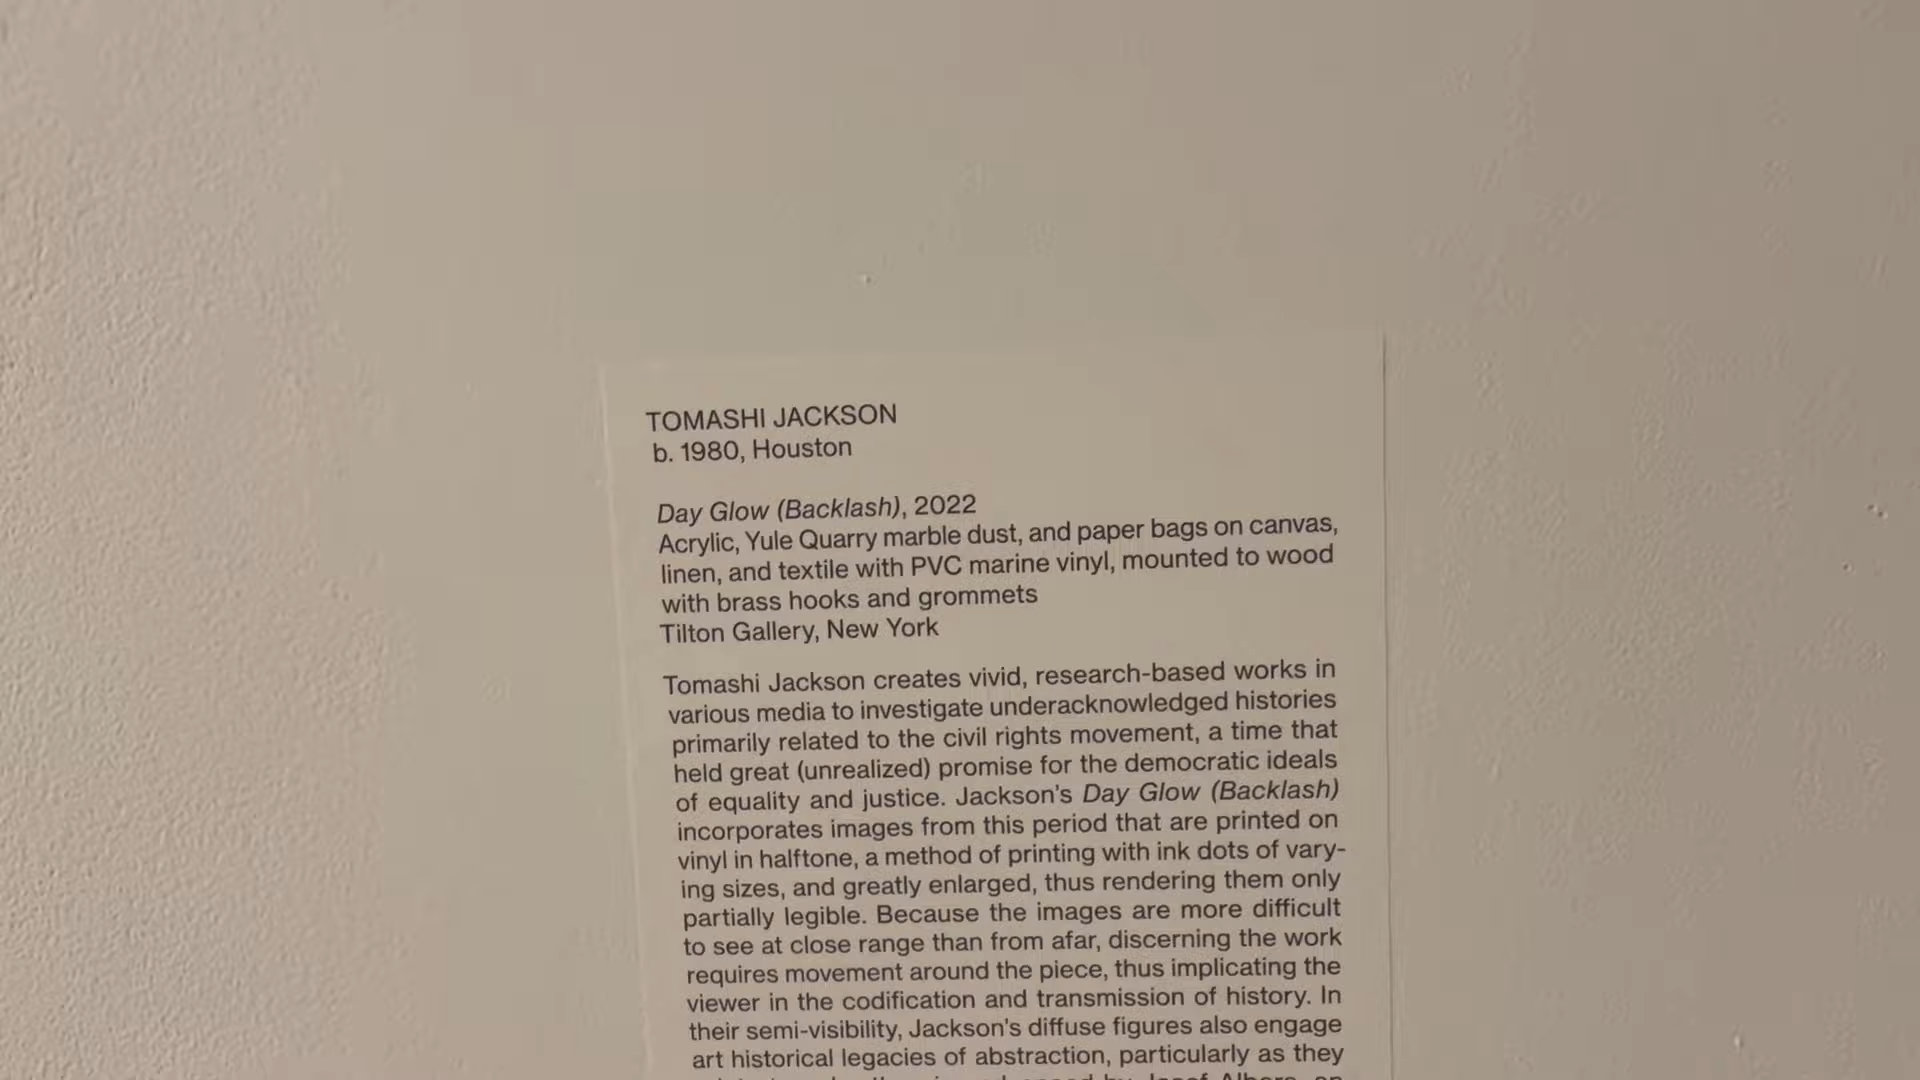 TOMASHI JACKSON
b. 1980, Houston
Day Glow (Backlash), 2022
Acrylic, Yule Quarry marble dust, and paper bags on canvas,
linen, and textile with PVC marine vinyl, mounted to wood
with brass hooks and grommets
Tilton Gallery, New York
Tomashi Jackson creates vivid, research-based works in
various media to investigate underacknowledged histories
primarily related to the civil rights movement, a time that
held great (unrealized) promise for the democratic ideals
of equality and justice. Jackson's Day Glow (Backlash)
incorporates images from this period that are printed on
vinyl in halftone, a method of printing with ink dots of vary-
ing sizes, and greatly enlarged, thus rendering them only
partially legible. Because the images are more difficult
to see at close range than from afar, discerning the work
requires movement around the piece, thus implicating the
viewer in the codification and transmission of history. In
their semi-visibility, Jackson's diffuse figures also engage
art historical legacies of abstraction, particularly as they
by Josef Albers, on